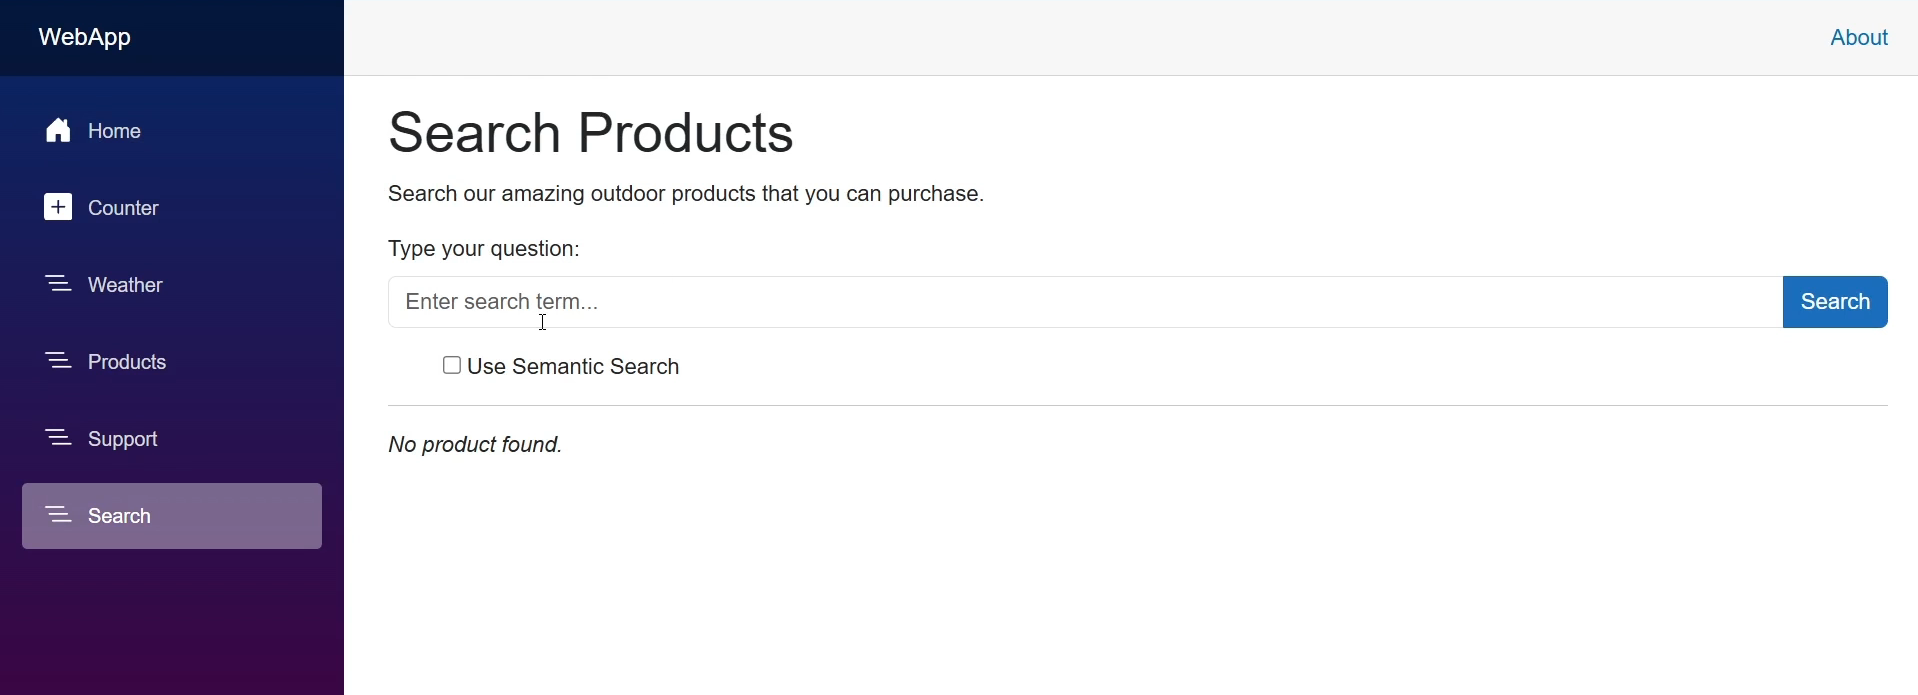 WebApp
About
Home
Counter
Weather
Products
Support
Search
Search Products
Search our amazing outdoor products that you can purchase.
Type your question:
Enter search term...
Search
Use Semantic Search
No product found.